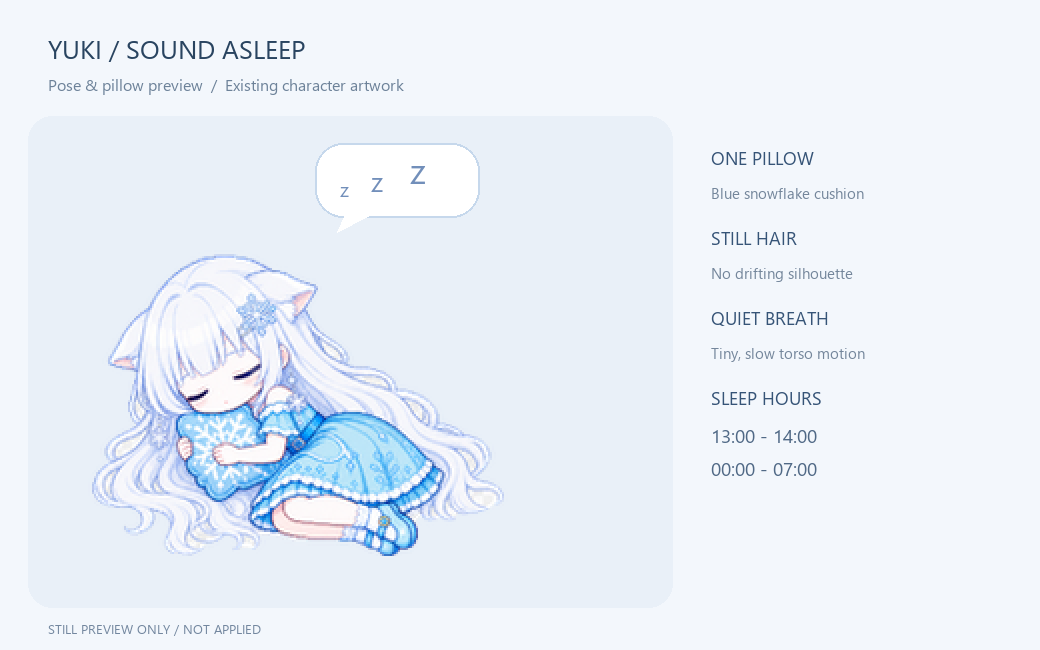 YUKI / SOUND ASLEEP
Pose & pillow preview / Existing character artwork
z z Z
ONE PILLOW
Blue snowflake cushion
STILL HAIR
No drifting silhouette
QUIET BREATH
Tiny, slow torso motion
SLEEP HOURS
13:00 - 14:00
00:00 - 07:00
STILL PREVIEW ONLY / NOT APPLIED